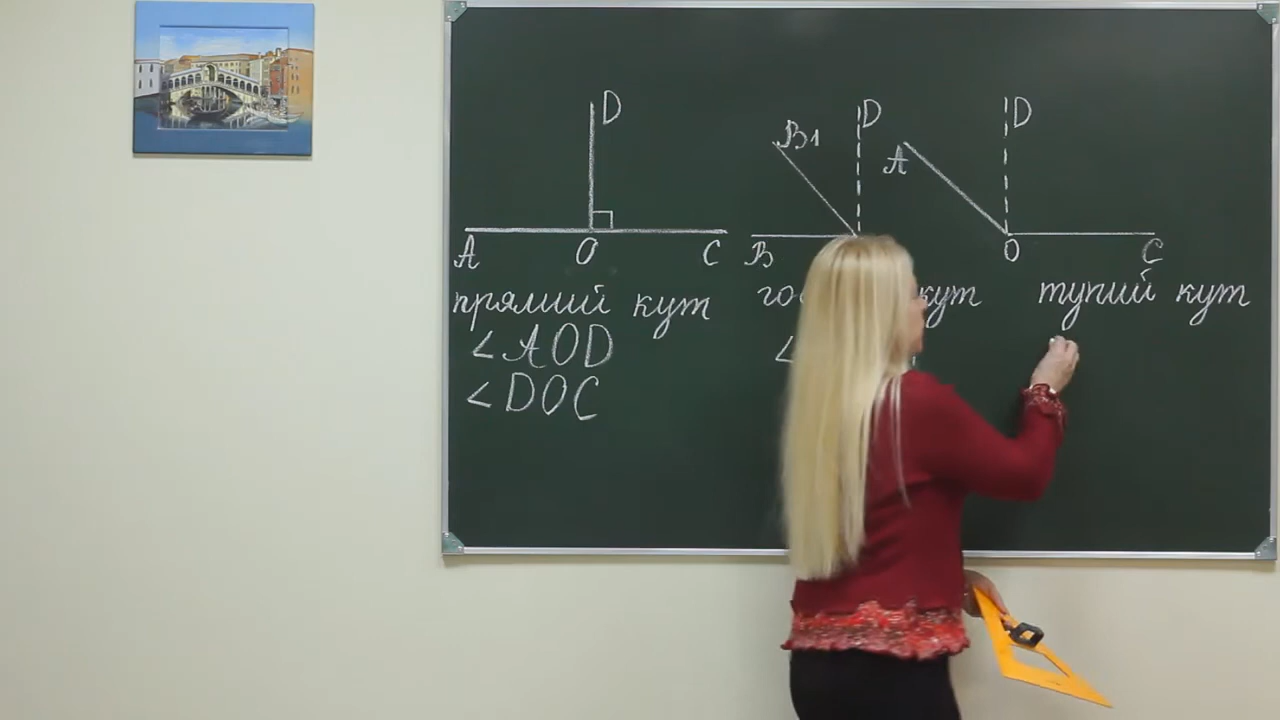 D
A O C
прямий кут
∠AOD
∠DOC
B₁ D
B
кут
A D
O C
тупий кут